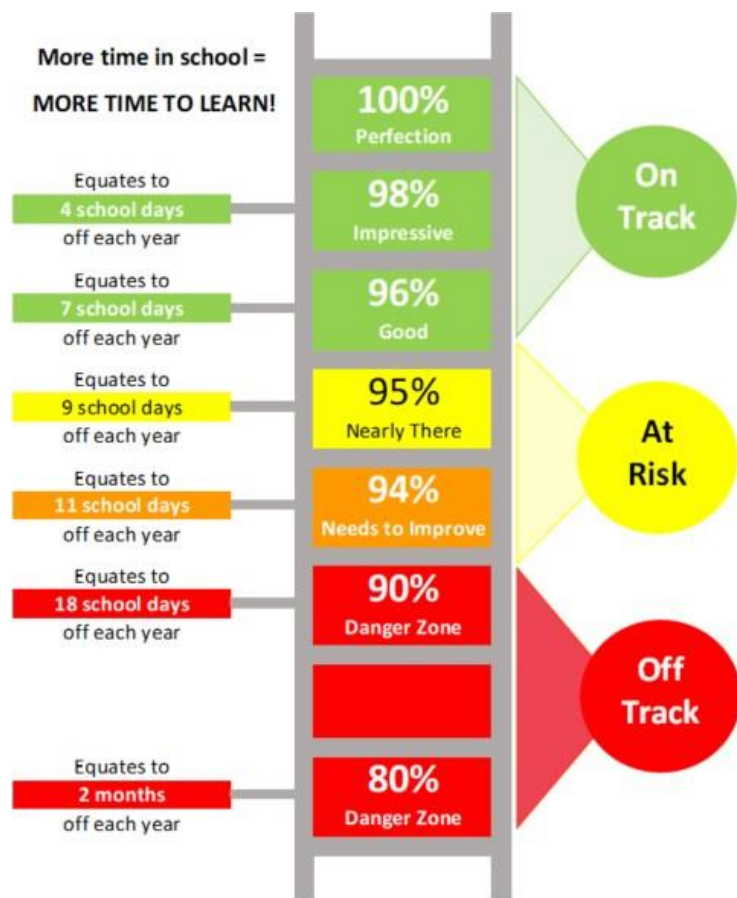 More time in school =
MORE TIME TO LEARN!
100%
Perfection
Equates to
4 school days
off each year
98%
Impressive
On
Track
Equates to
7 school days
off each year
96%
Good
Equates to
9 school days
off each year
95%
Nearly There
At
Risk
Equates to
11 school days
off each year
94%
Needs to Improve
Equates to
18 school days
off each year
90%
Danger Zone
Off
Track
Equates to
2 months
off each year
80%
Danger Zone